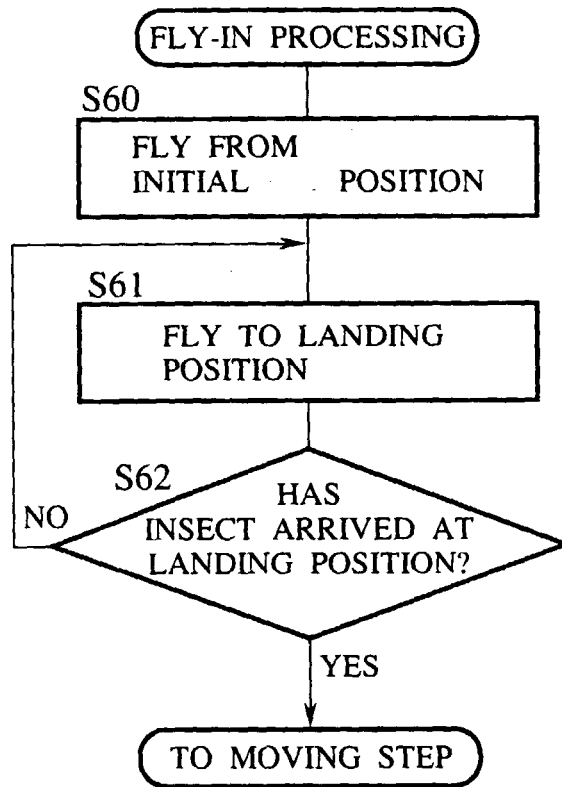 FLY-IN PROCESSING
S60
FLY FROM
INITIAL POSITION
S61
FLY TO LANDING
POSITION
S62
HAS
INSECT ARRIVED AT
LANDING POSITION?
NO
YES
TO MOVING STEP